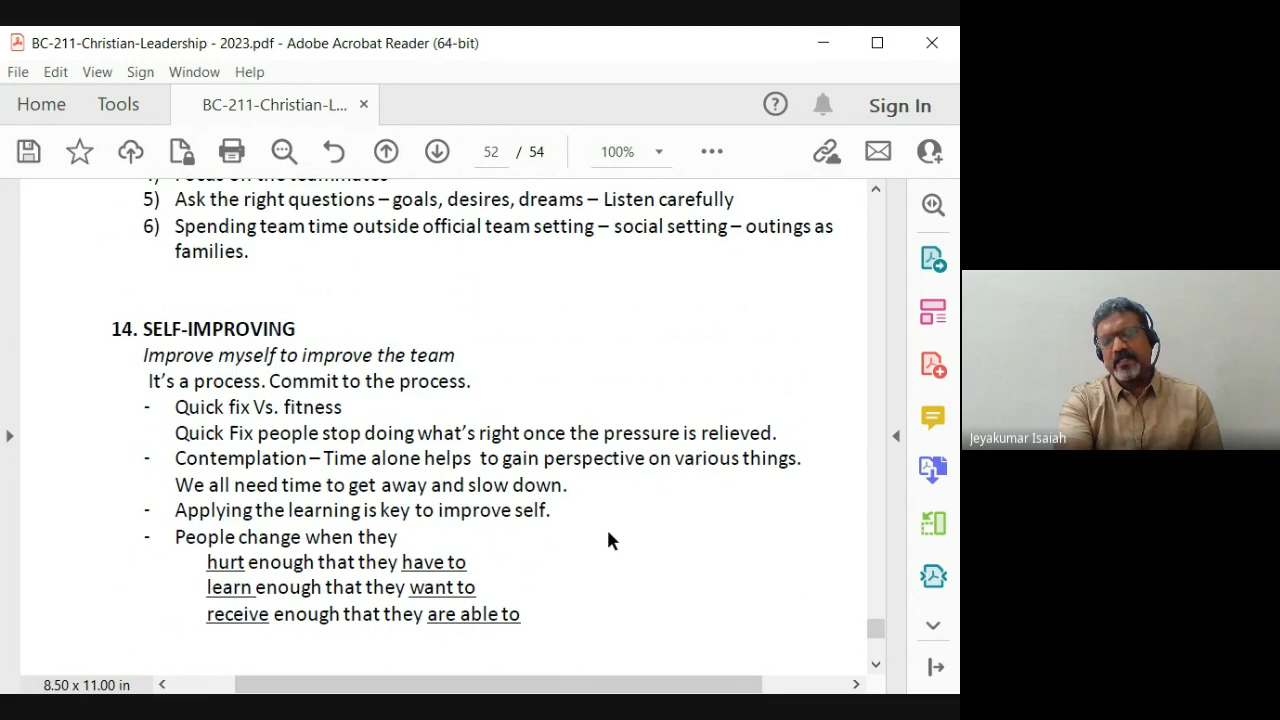 BC-211-Christian-Leadership - 2023.pdf - Adobe Acrobat Reader (64-bit)
File Edit View Sign Window Help
Home Tools BC-211-Christian-L... × Sign In
52 / 54 100%
Focus on the teammates
5) Ask the right questions – goals, desires, dreams – Listen carefully
6) Spending team time outside official team setting – social setting – outings as
families.
14. SELF-IMPROVING
Improve myself to improve the team
It's a process. Commit to the process.
- Quick fix Vs. fitness
Quick Fix people stop doing what's right once the pressure is relieved.
- Contemplation – Time alone helps to gain perspective on various things.
We all need time to get away and slow down.
- Applying the learning is key to improve self.
- People change when they
hurt enough that they have to
learn enough that they want to
receive enough that they are able to
8.50 x 11.00 in
Jeyakumar Isaiah